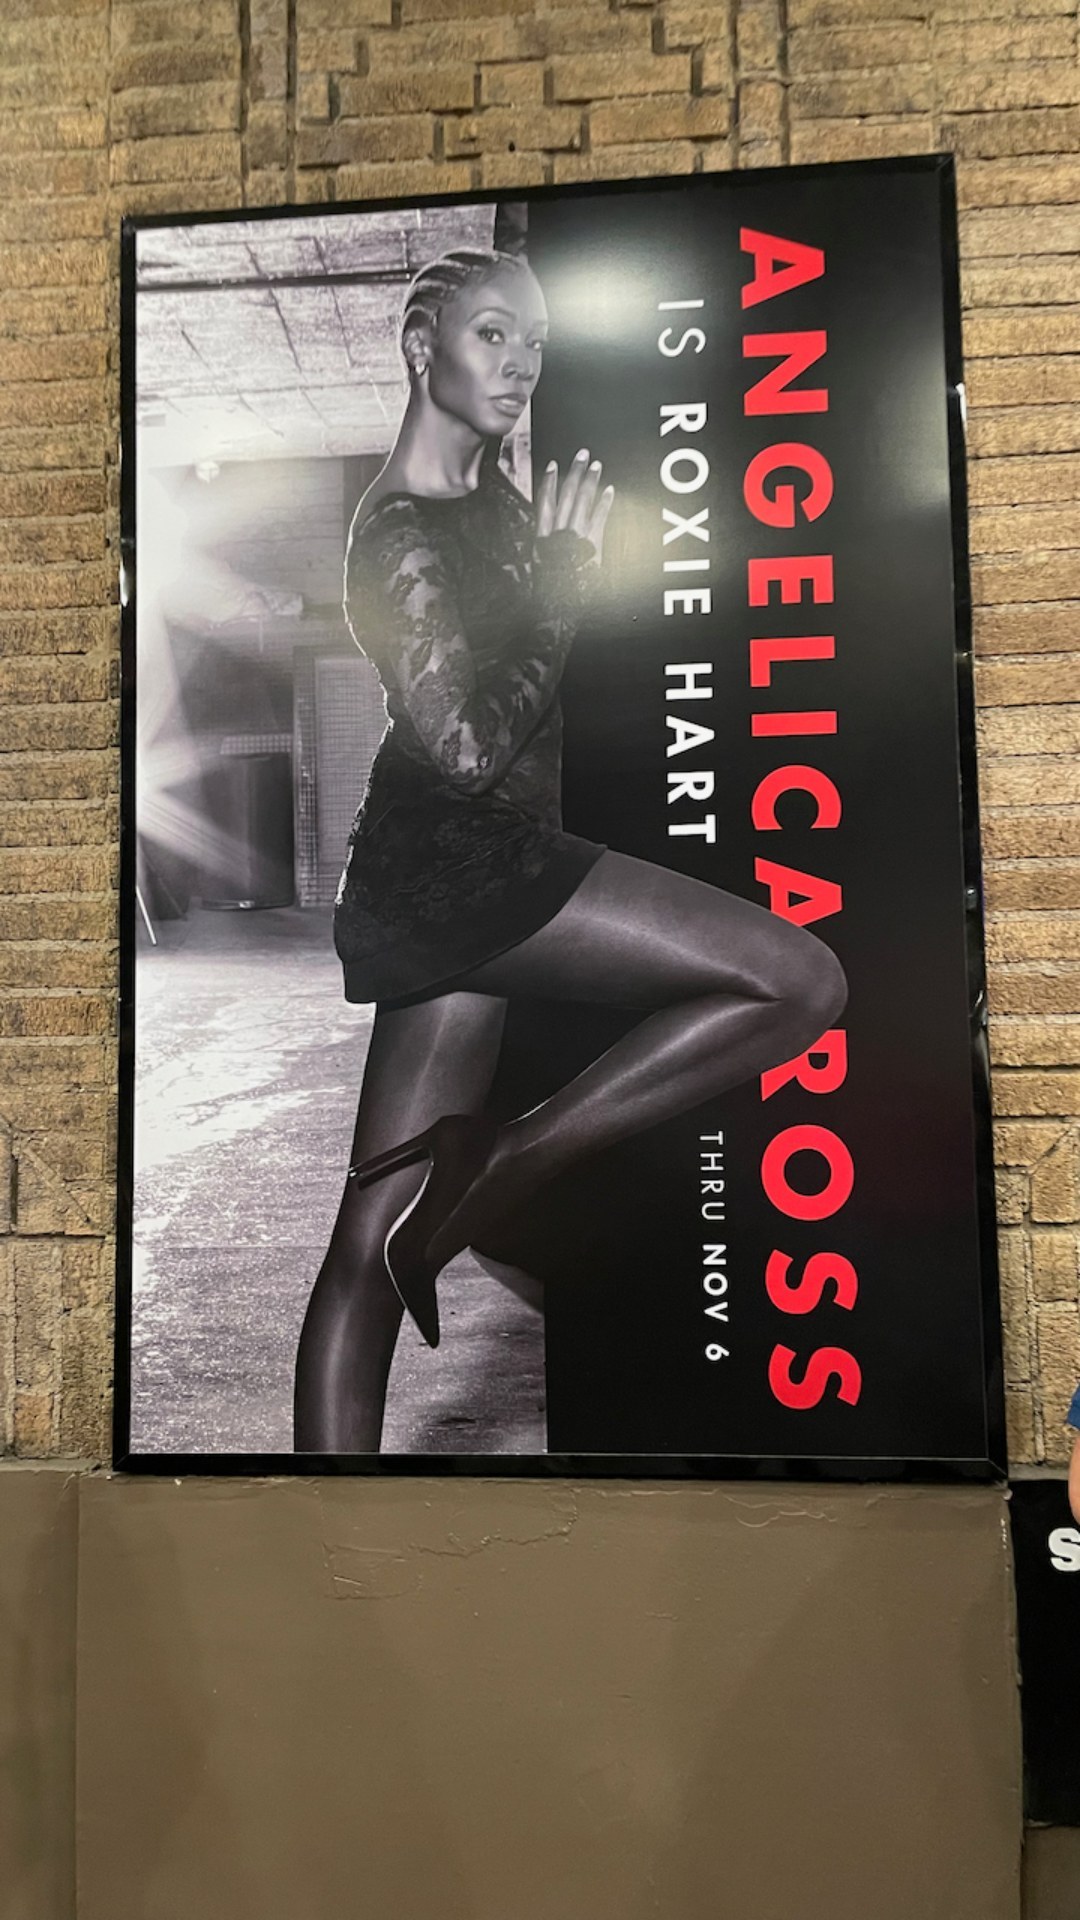 ANGELICA ROSS
IS ROXIE HART
THRU NOV 6
S